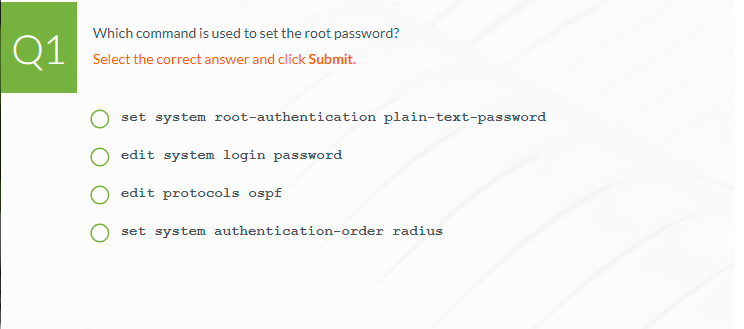 Q1
Which command is used to set the root password?
Select the correct answer and click Submit.
set system root-authentication plain-text-password
edit system login password
edit protocols ospf
set system authentication-order radius